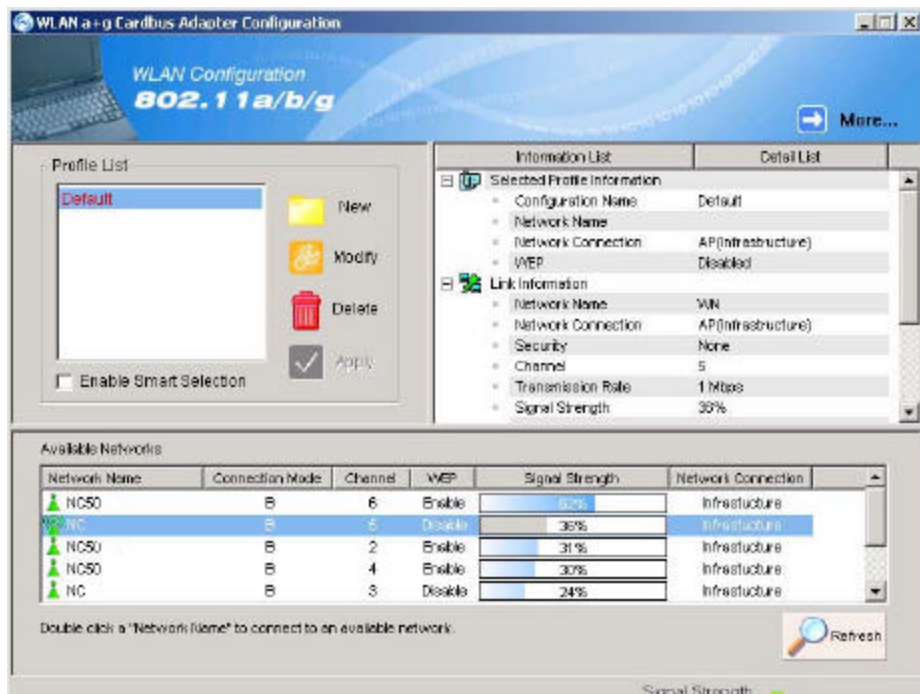 WLAN a+g Cardbus Adapter Configuration
WLAN Configuration
802.11a/b/g
More...
Profile List
Default
New
Modify
Delete
Apply
Enable Smart Selection
Information List Detail List
Selected Profile Information
Configuration Name Default
Network Name
Network Connection AP(Infrastructure)
WEP Disabled
Link Information
Network Name
Network Connection AP(Infrastructure)
Security None
Channel 5
Transmission Rate 1 Mbps
Signal Strength 36%
Available Networks
Network Name Connection Mode Channel WEP Signal Strength Network Connection
NC50 B 6 Enable 62% Infrastucture
NC B 5 Disable 36% Infrastucture
NC50 B 2 Enable 31% Infrastucture
NC50 B 4 Enable 30% Infrastucture
NC B 3 Disable 24% Infrastucture
Double click a "Network Name" to connect to an available network.
Refresh
Signal Strength